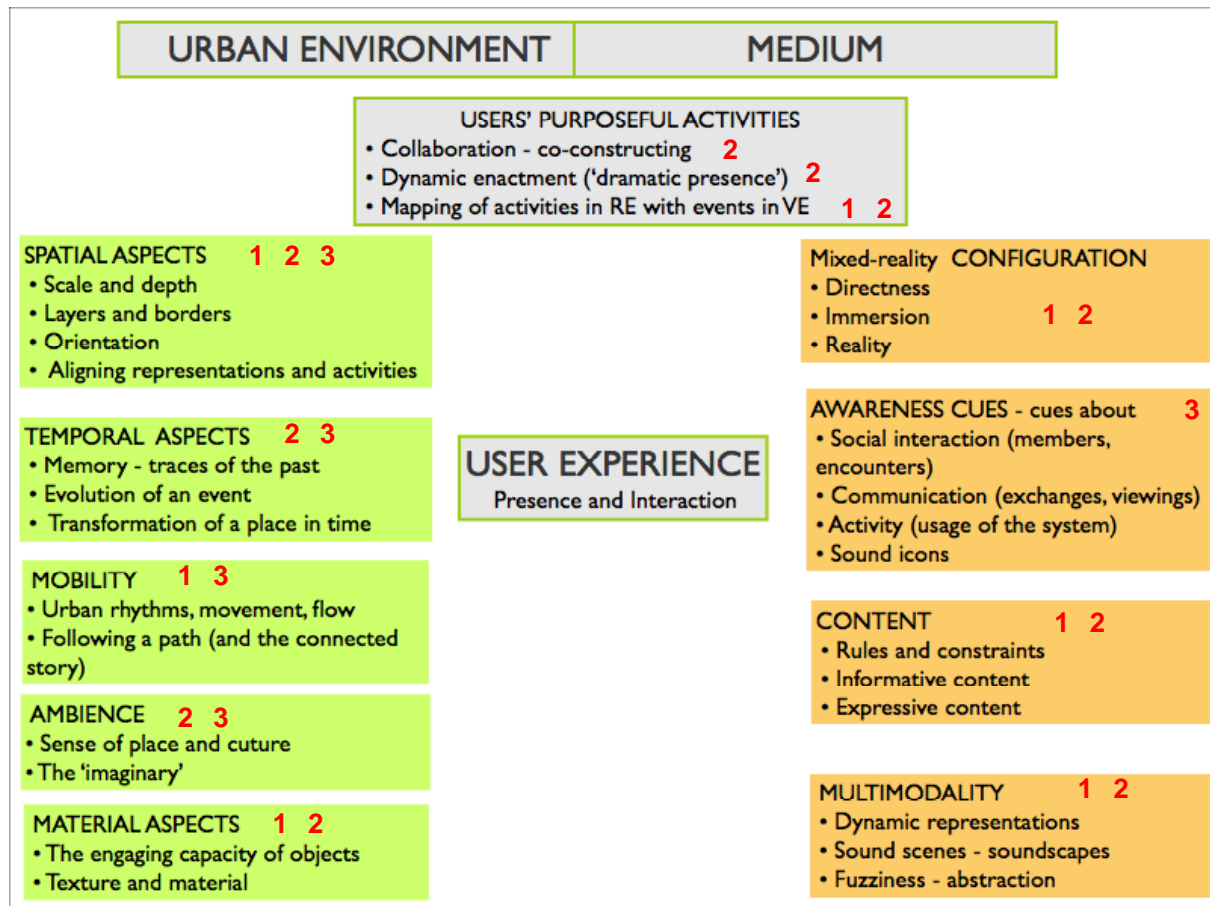 URBAN ENVIRONMENT MEDIUM
USERS' PURPOSEFUL ACTIVITIES
• Collaboration - co-constructing 2
• Dynamic enactment ('dramatic presence') 2
• Mapping of activities in RE with events in VE 1 2
SPATIAL ASPECTS 1 2 3
• Scale and depth
• Layers and borders
• Orientation
• Aligning representations and activities
TEMPORAL ASPECTS 2 3
• Memory - traces of the past
• Evolution of an event
• Transformation of a place in time
MOBILITY 1 3
• Urban rhythms, movement, flow
• Following a path (and the connected
story)
AMBIENCE 2 3
• Sense of place and cuture
• The 'imaginary'
MATERIAL ASPECTS 1 2
• The engaging capacity of objects
• Texture and material
USER EXPERIENCE
Presence and Interaction
Mixed-reality CONFIGURATION
• Directness
• Immersion 1 2
• Reality
AWARENESS CUES - cues about 3
• Social interaction (members,
encounters)
• Communication (exchanges, viewings)
• Activity (usage of the system)
• Sound icons
CONTENT 1 2
• Rules and constraints
• Informative content
• Expressive content
MULTIMODALITY 1 2
• Dynamic representations
• Sound scenes - soundscapes
• Fuzziness - abstraction